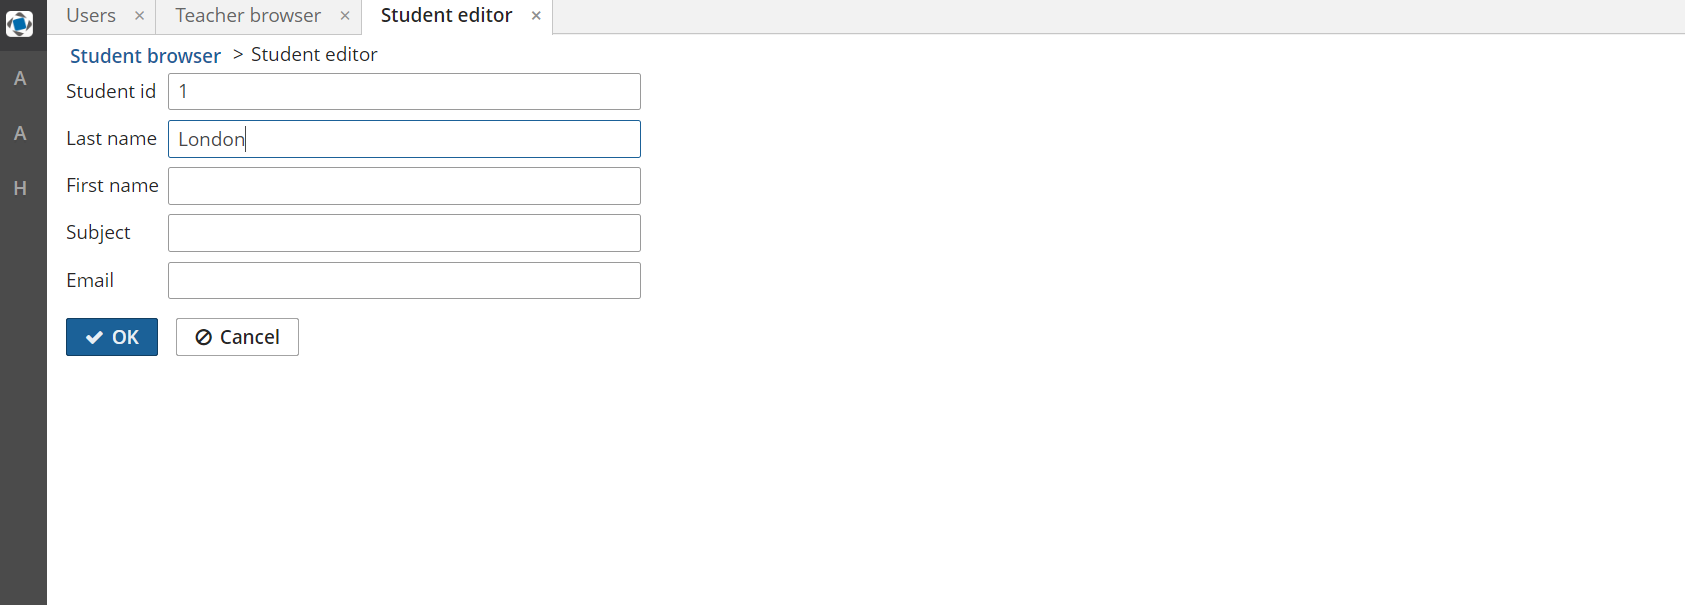 Users × Teacher browser × Student editor ×
Student browser > Student editor
A
Student id 1
A
Last name London
H
First name
Subject
Email
OK Cancel